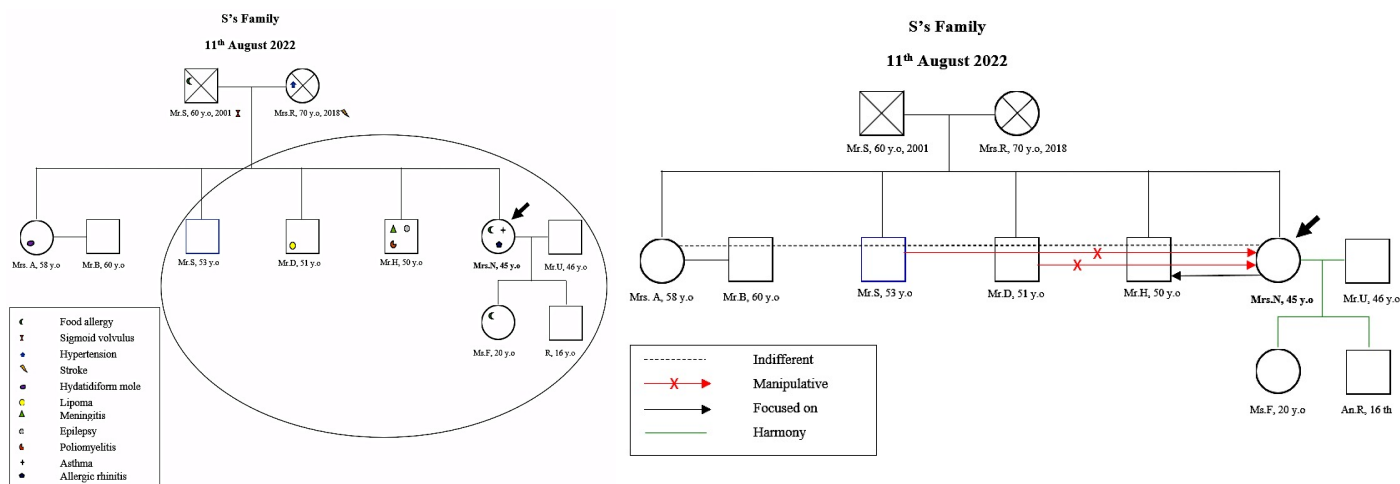 S's Family
11th August 2022
Mr.S, 60 y.o, 2001
Mrs.R, 70 y.o, 2018
Mrs. A, 58 y.o
Mr.B, 60 y.o
Mr.S, 53 y.o
Mr.D, 51 y.o
Mr.H, 50 y.o
Mrs.N, 45 y.o
Mr.U, 46 y.o
Ms.F, 20 y.o
R, 16 y.o
Food allergy
Sigmoid volvulus
Hypertension
Stroke
Hydatidiform mole
Lipoma
Meningitis
Epilepsy
Poliomyelitis
Asthma
Allergic rhinitis
S's Family
11th August 2022
Mr.S, 60 y.o, 2001
Mrs.R, 70 y.o, 2018
X
X
Mrs. A, 58 y.o
Mr.B, 60 y.o
Mr.S, 53 y.o
Mr.D, 51 y.o
Mr.H, 50 y.o
Mrs.N, 45 y.o
Mr.U, 46 y.o
Ms.F, 20 y.o
An.R, 16 th
Indifferent
X Manipulative
Focused on
Harmony